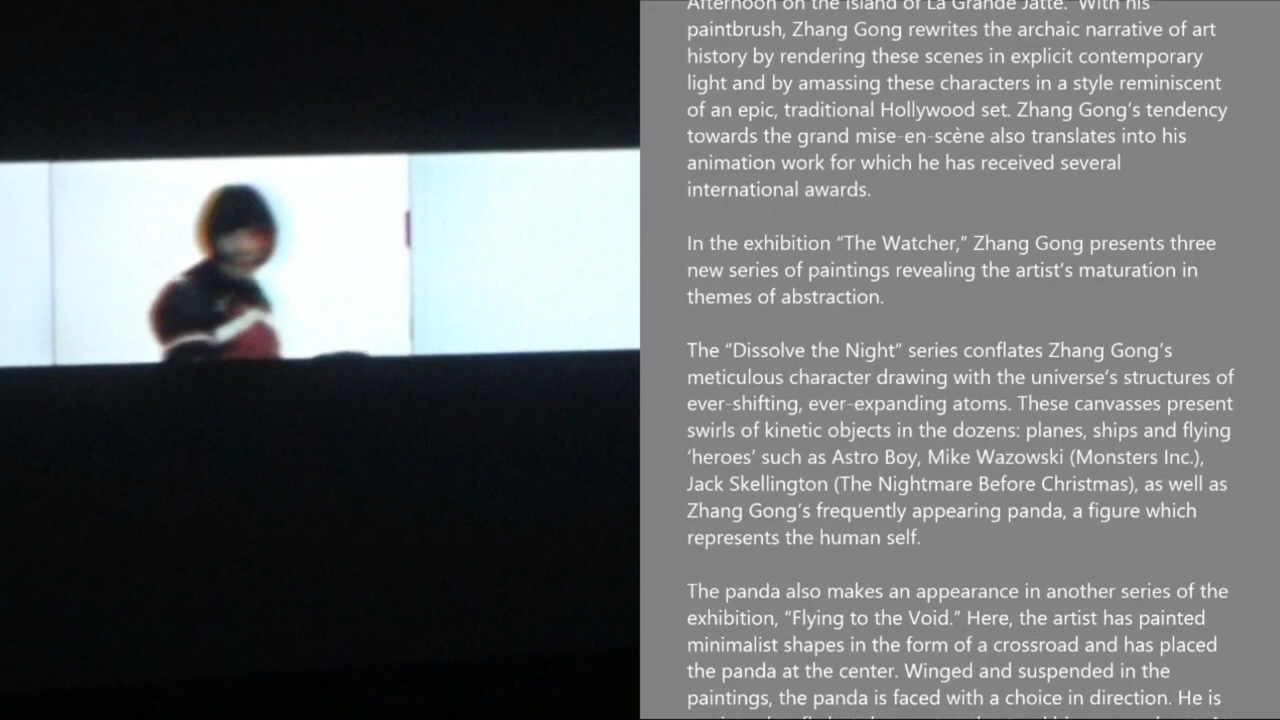 Afternoon on the Island of La Grande Jatte.” With his
paintbrush, Zhang Gong rewrites the archaic narrative of art
history by rendering these scenes in explicit contemporary
light and by amassing these characters in a style reminiscent
of an epic, traditional Hollywood set. Zhang Gong’s tendency
towards the grand mise-en-scène also translates into his
animation work for which he has received several
international awards.
In the exhibition “The Watcher,” Zhang Gong presents three
new series of paintings revealing the artist’s maturation in
themes of abstraction.
The “Dissolve the Night” series conflates Zhang Gong’s
meticulous character drawing with the universe’s structures of
ever-shifting, ever-expanding atoms. These canvasses present
swirls of kinetic objects in the dozens: planes, ships and flying
‘heroes’ such as Astro Boy, Mike Wazowski (Monsters Inc.),
Jack Skellington (The Nightmare Before Christmas), as well as
Zhang Gong’s frequently appearing panda, a figure which
represents the human self.
The panda also makes an appearance in another series of the
exhibition, “Flying to the Void.” Here, the artist has painted
minimalist shapes in the form of a crossroad and has placed
the panda at the center. Winged and suspended in the
paintings, the panda is faced with a choice in direction. He is